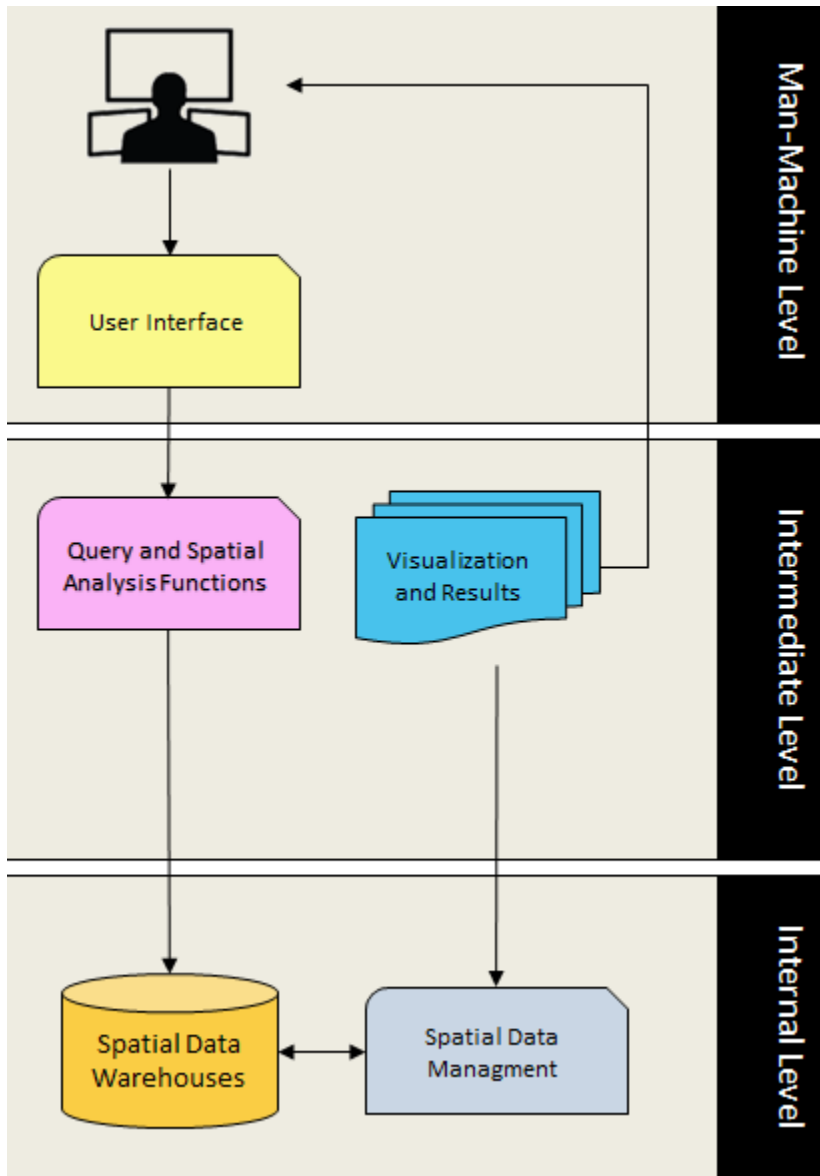 Man-Machine Level
User Interface
Intermediate Level
Query and Spatial
Analysis Functions
Visualization
and Results
Internal Level
Spatial Data
Warehouses
Spatial Data
Managment